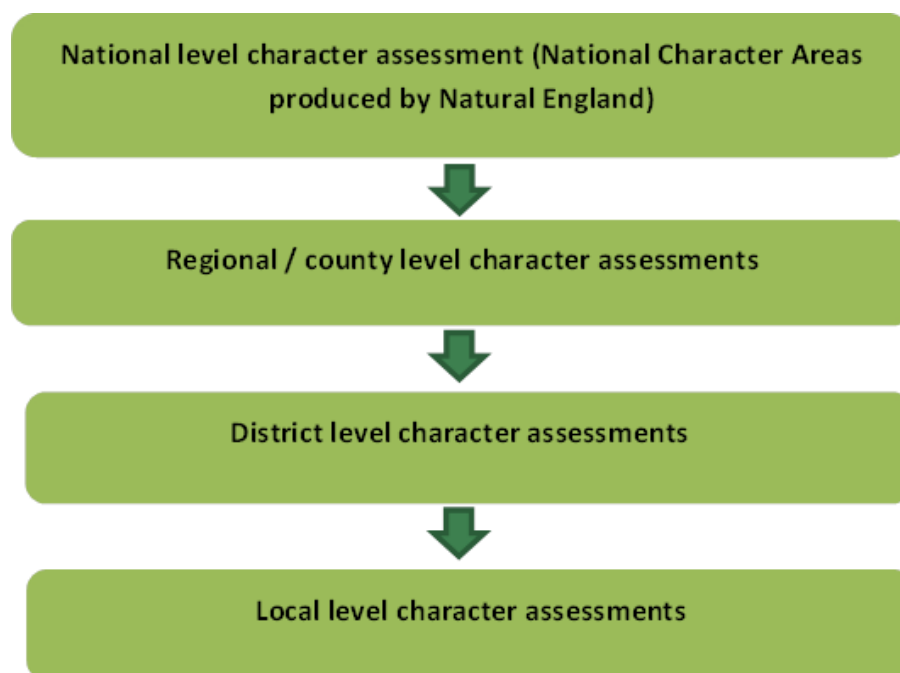 National level character assessment (National Character Areas
produced by Natural England)
Regional / county level character assessments
District level character assessments
Local level character assessments